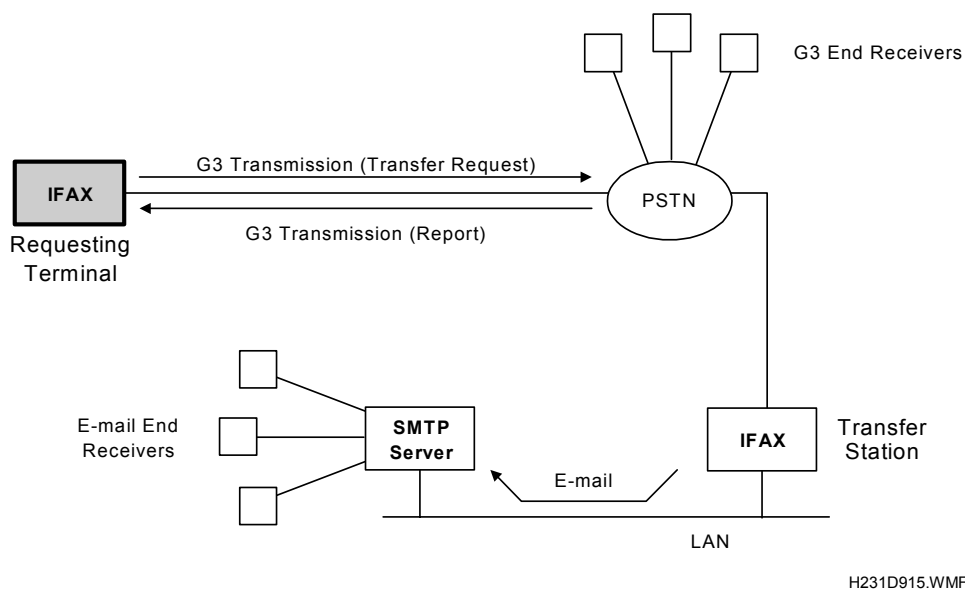 G3 End Receivers
G3 Transmission (Transfer Request)
IFAX
PSTN
G3 Transmission (Report)
Requesting
Terminal
E-mail End
Receivers
SMTP
Server
IFAX
Transfer
Station
E-mail
LAN
H231D915.WMF